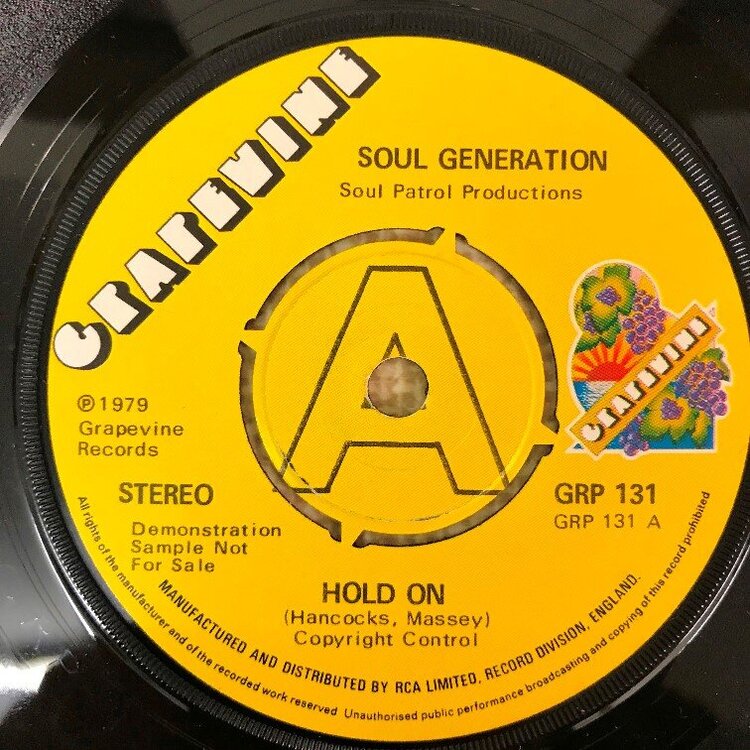 GRAPEVINE
SOUL GENERATION
Soul Patrol Productions
A
GRAPEVINE
℗ 1979
Grapevine
Records
STEREO
GRP 131
GRP 131 A
Demonstration
Sample Not
For Sale
HOLD ON
(Hancocks, Massey)
Copyright Control
MANUFACTURED AND DISTRIBUTED BY RCA LIMITED, RECORD DIVISION, ENGLAND.
All rights of the manufacturer and of the recorded work reserved Unauthorised public performance broadcasting and copying of this record prohibited